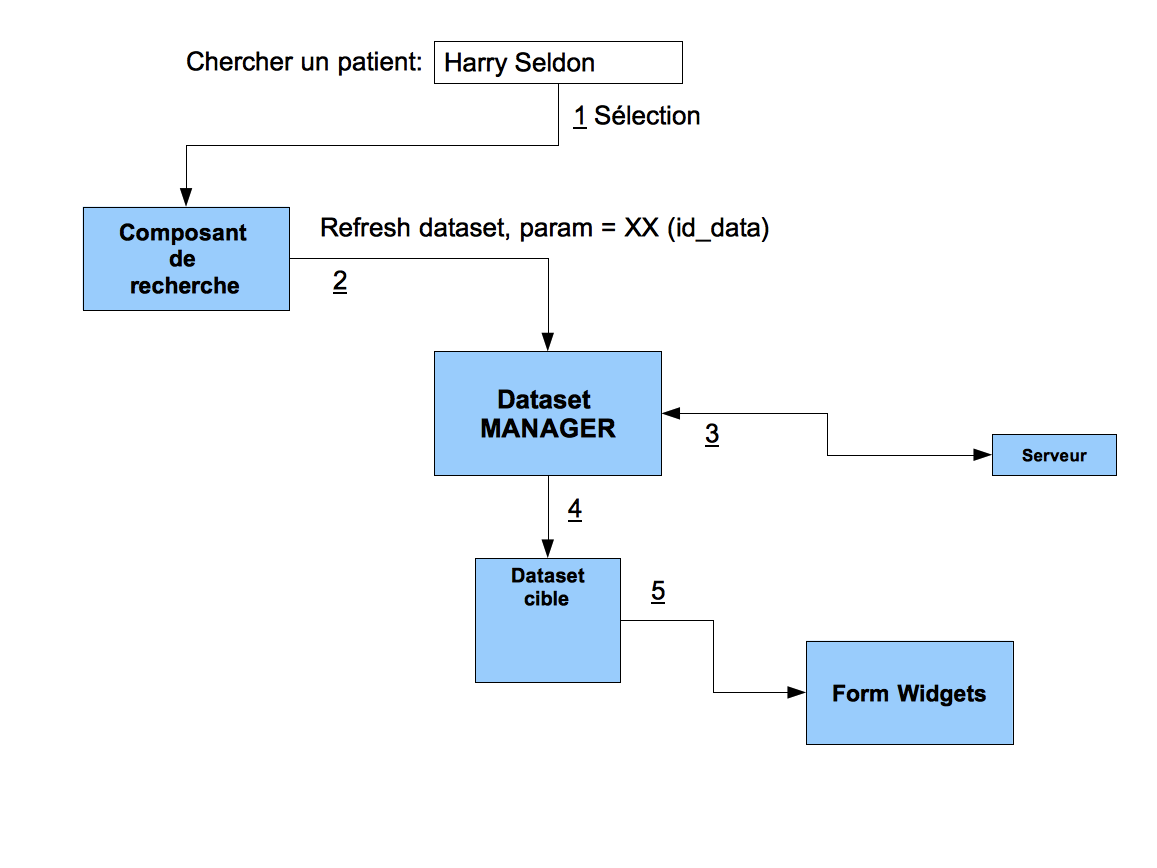 Chercher un patient: Harry Seldon
1 Sélection
Composant
de
recherche
Refresh dataset, param = XX (id_data)
2
Dataset
MANAGER
3
Serveur
4
Dataset
cible
5
Form Widgets